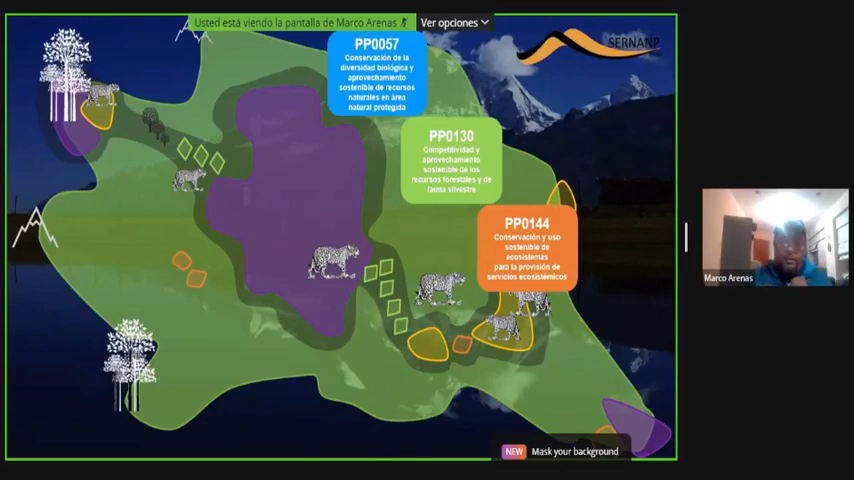 Usted está viendo la pantalla de Marco Arenas
Ver opciones
SERNANP
PP0057
Conservación de la
diversidad biológica y
aprovechamiento
sostenible de recursos
naturales en área
natural protegida
PP0130
Competitividad y
aprovechamiento
sostenible de los
recursos forestales y de
fauna silvestre
PP0144
Conservación y uso
sostenible de
ecosistemas
para la provisión de
servicios ecosistémicos
Marco Arenas
NEW Mask your background